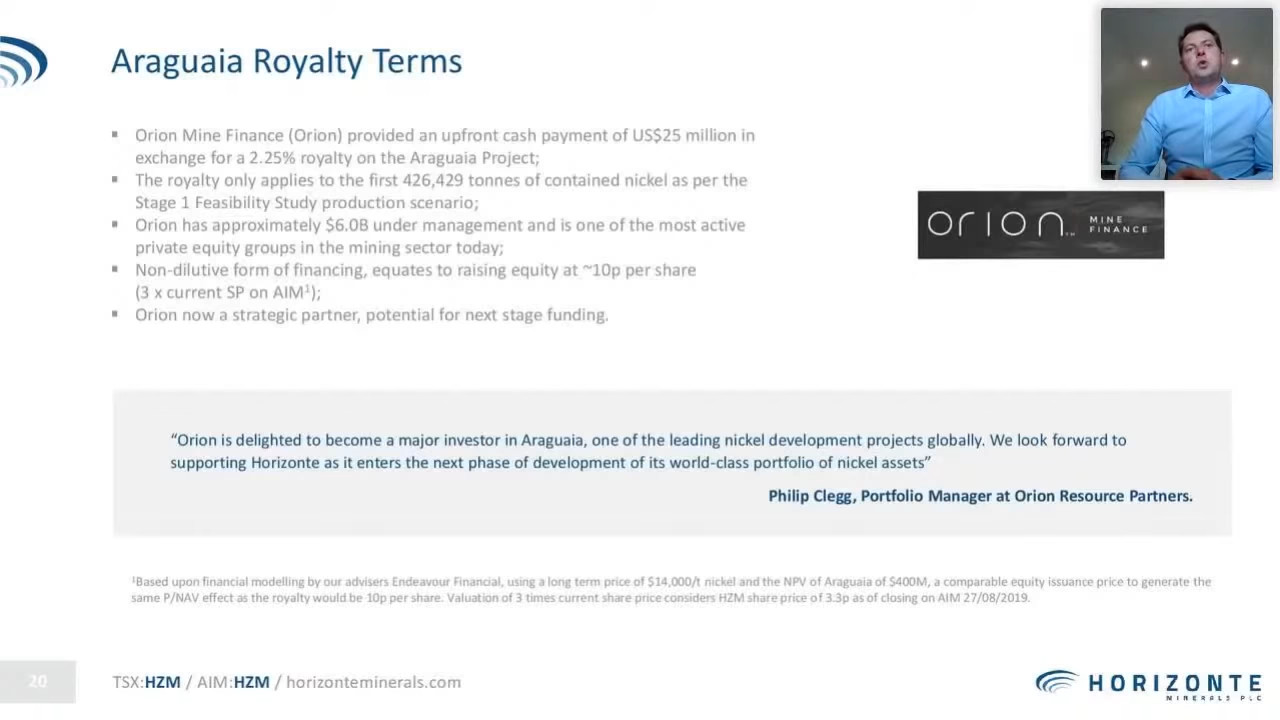 Araguaia Royalty Terms
▪ Orion Mine Finance (Orion) provided an upfront cash payment of US$25 million in
exchange for a 2.25% royalty on the Araguaia Project;
▪ The royalty only applies to the first 426,429 tonnes of contained nickel as per the
Stage 1 Feasibility Study production scenario;
▪ Orion has approximately $6.0B under management and is one of the most active
private equity groups in the mining sector today;
▪ Non-dilutive form of financing, equates to raising equity at ~10p per share
(3 x current SP on AIM¹);
▪ Orion now a strategic partner, potential for next stage funding.
orion™ MINE
FINANCE
“Orion is delighted to become a major investor in Araguaia, one of the leading nickel development projects globally. We look forward to
supporting Horizonte as it enters the next phase of development of its world-class portfolio of nickel assets”
Philip Clegg, Portfolio Manager at Orion Resource Partners.
¹Based upon financial modelling by our advisers Endeavour Financial, using a long term price of $14,000/t nickel and the NPV of Araguaia of $400M, a comparable equity issuance price to generate the
same P/NAV effect as the royalty would be 10p per share. Valuation of 3 times current share price considers HZM share price of 3.3p as of closing on AIM 27/08/2019.
20
TSX:HZM / AIM:HZM / horizonteminerals.com
HORIZONTE
MINERALS PLC